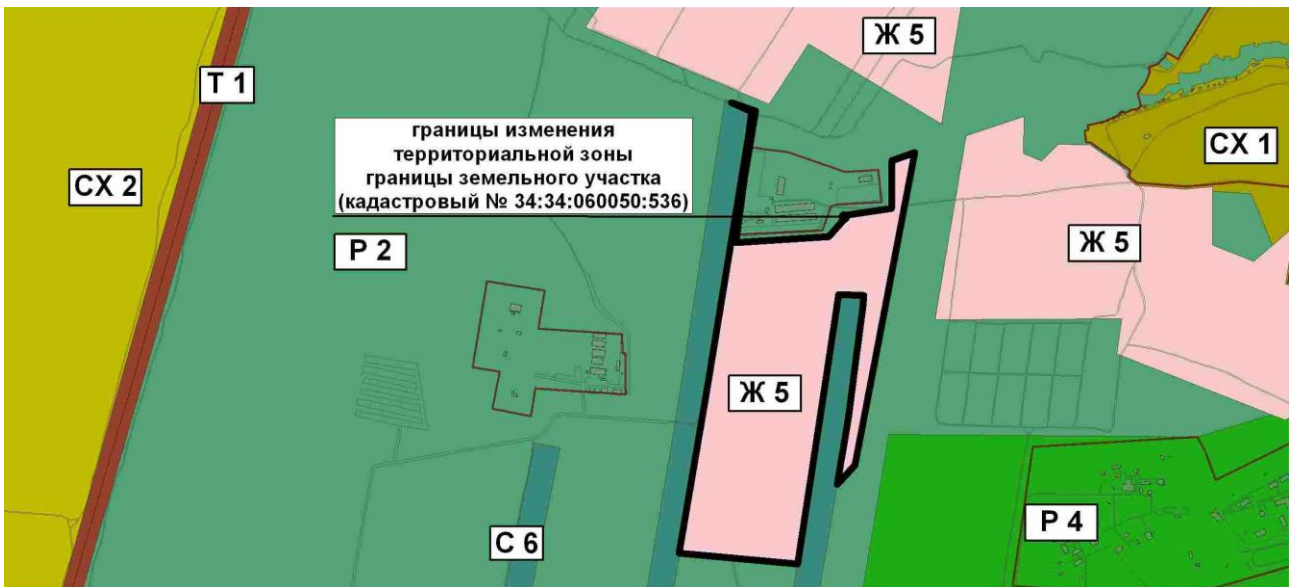 Ж 5
Т 1
границы изменения
территориальной зоны
границы земельного участка
(кадастровый № 34:34:060050:536)
СХ 1
СХ 2
Р 2
Ж 5
Ж 5
Р 4
С 6